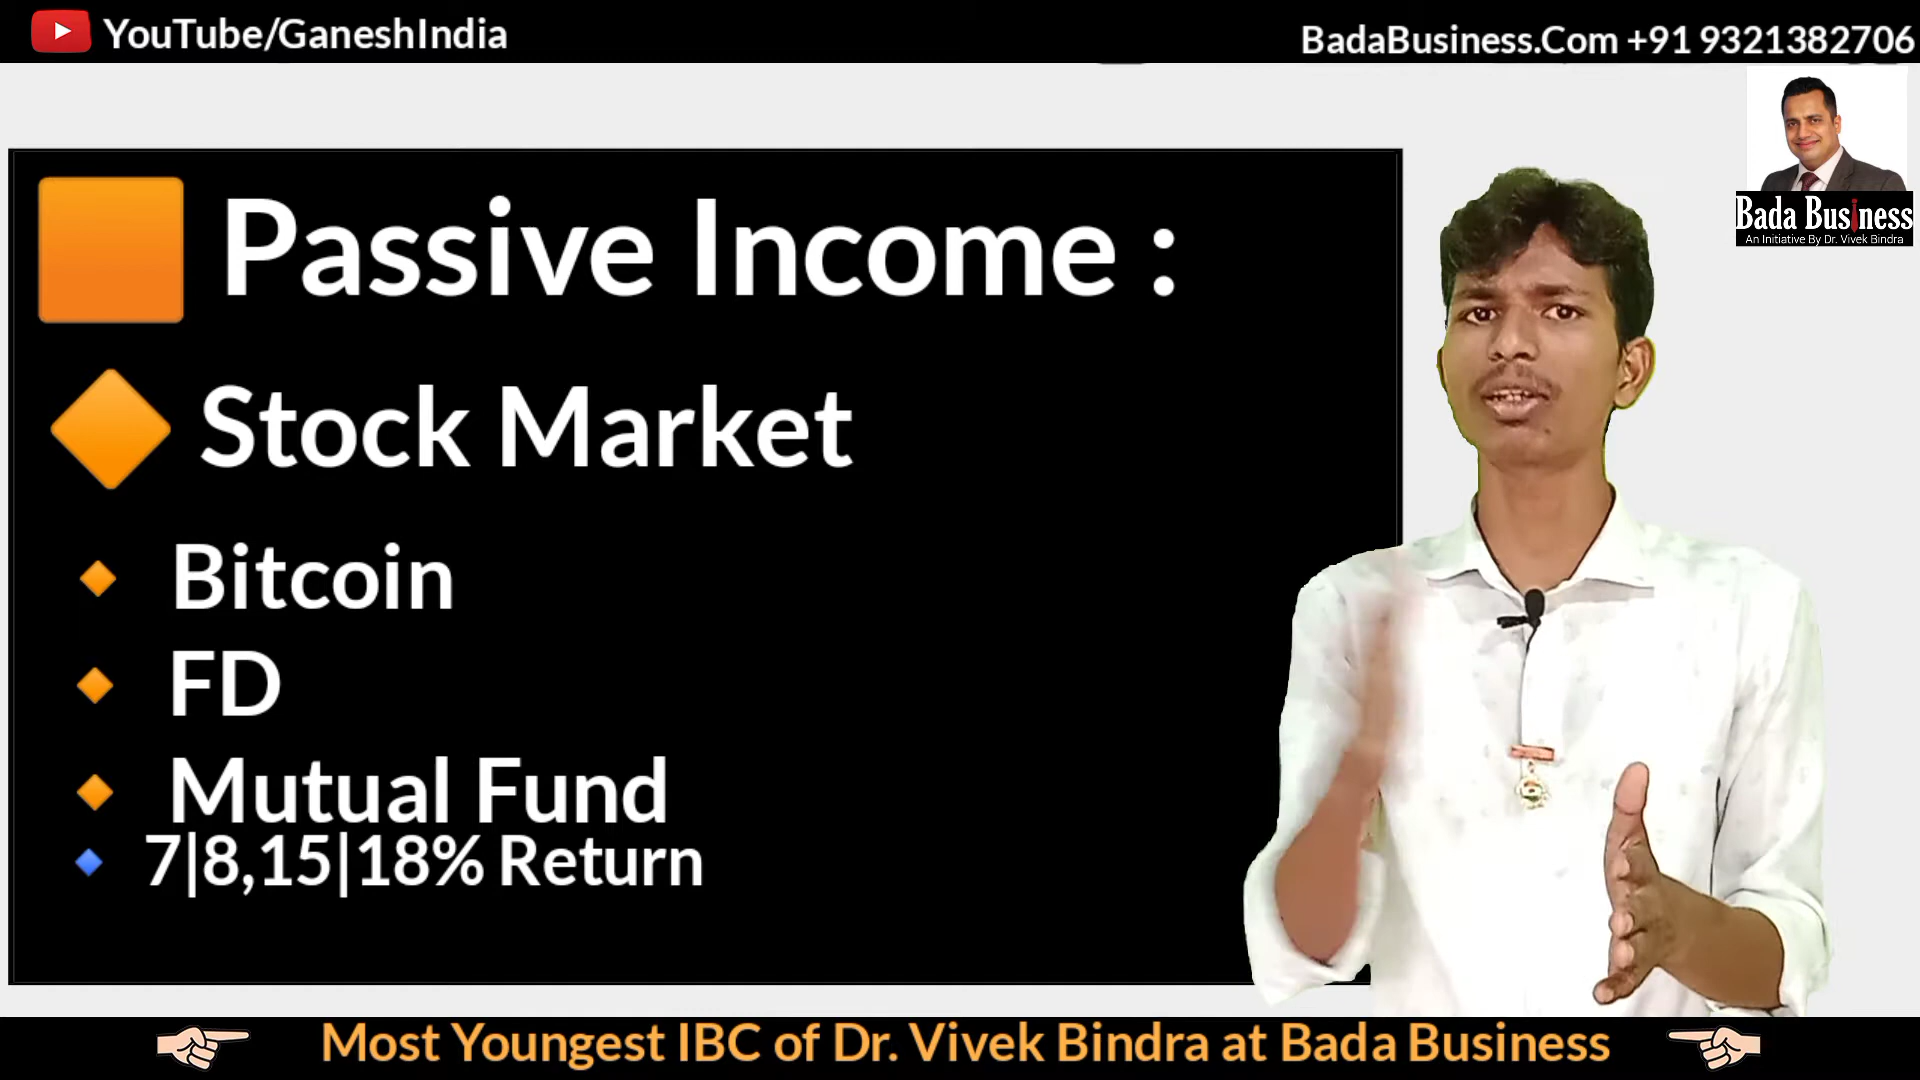 YouTube/GaneshIndia
BadaBusiness.Com +91 9321382706
Bada Business
An Initiative By Dr. Vivek Bindra
Passive Income :
Stock Market
Bitcoin
FD
Mutual Fund
7|8,15|18% Return
Most Youngest IBC of Dr. Vivek Bindra at Bada Business